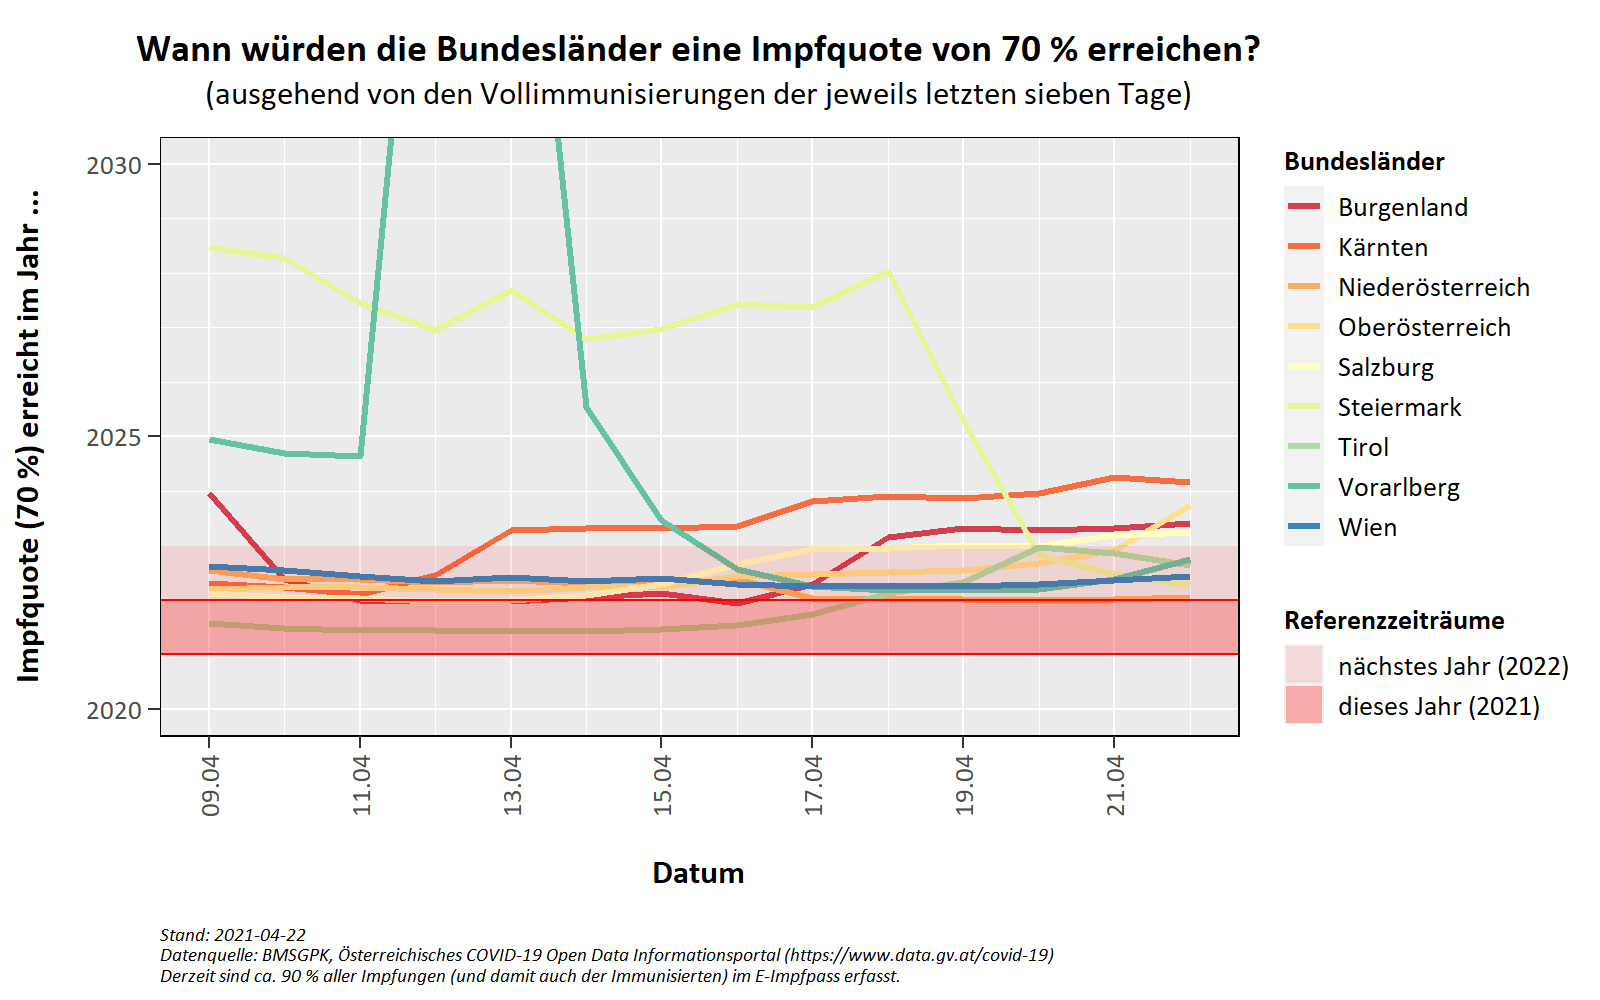 Wann würden die Bundesländer eine Impfquote von 70 % erreichen?
(ausgehend von den Vollimmunisierungen der jeweils letzten sieben Tage)
Impfquote (70 %) erreicht im Jahr ...
2030
2025
2020
09.04
11.04
13.04
15.04
17.04
19.04
21.04
Datum
Bundesländer
Burgenland
Kärnten
Niederösterreich
Oberösterreich
Salzburg
Steiermark
Tirol
Vorarlberg
Wien
Referenzzeiträume
nächstes Jahr (2022)
dieses Jahr (2021)
Stand: 2021-04-22
Datenquelle: BMSGPK, Österreichisches COVID-19 Open Data Informationsportal (https://www.data.gv.at/covid-19)
Derzeit sind ca. 90 % aller Impfungen (und damit auch der Immunisierten) im E-Impfpass erfasst.